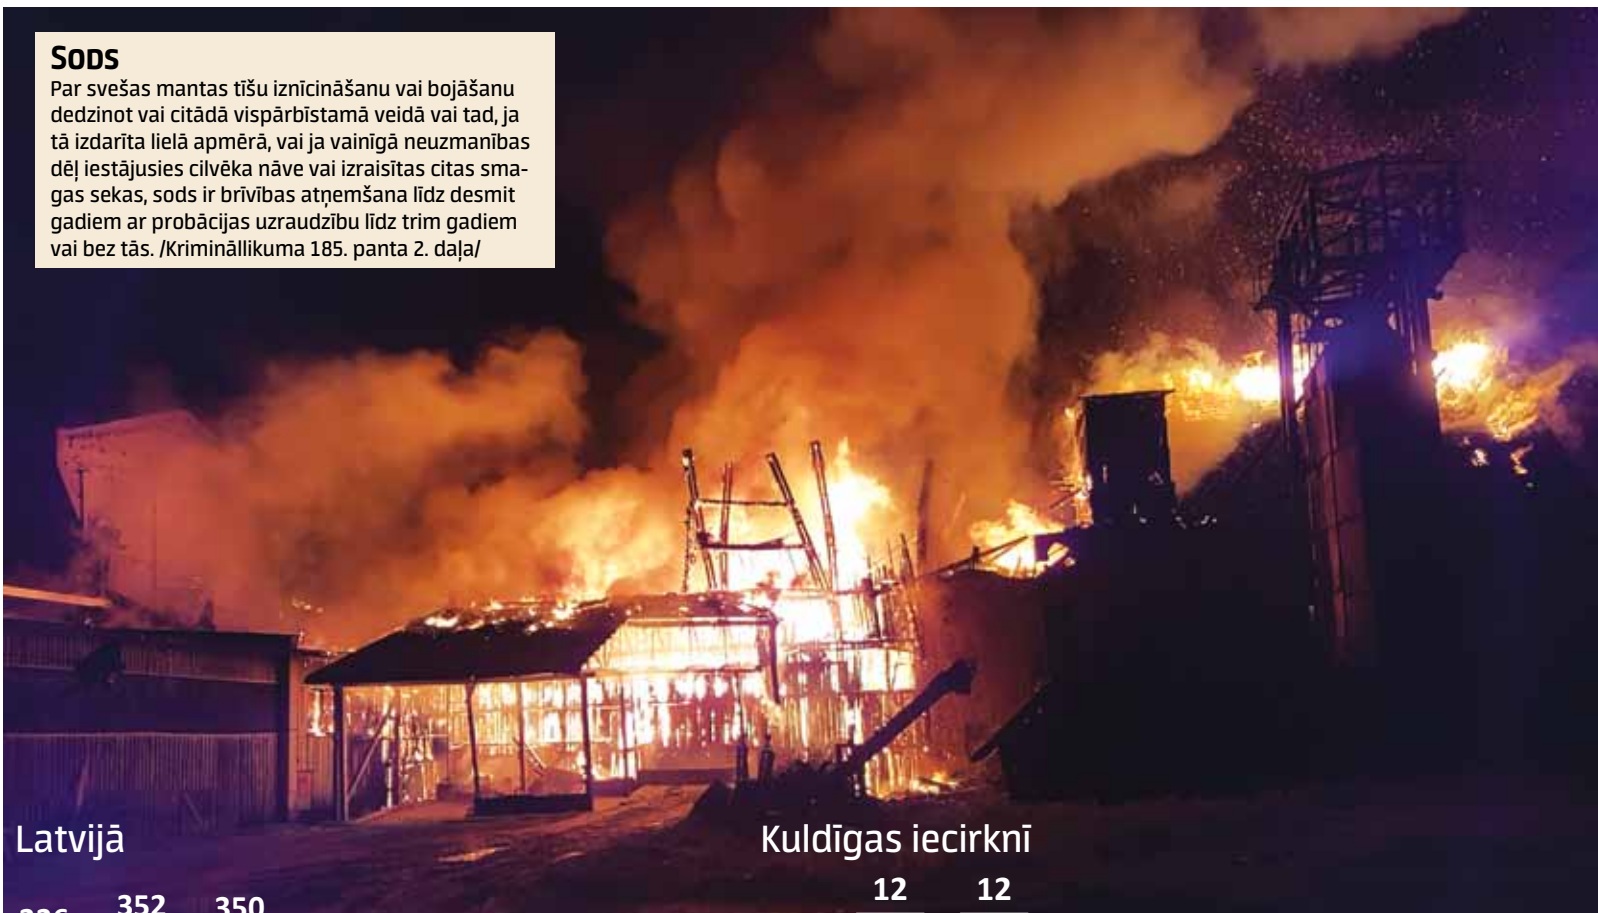 Sods
Par svešas mantas tīšu iznīcināšanu vai bojāšanu
dedzinot vai citādā vispārbīstamā veidā vai tad, ja
tā izdarīta lielā apmērā, vai ja vainīgā neuzmanības
dēļ iestājusies cilvēka nāve vai izraisītas citas sma-
gas sekas, sods ir brīvības atņemšana līdz desmit
gadiem ar probācijas uzraudzību līdz trim gadiem
vai bez tās. /Krimināllikuma 185. panta 2. daļa/
Latvijā
Kuldīgas iecirknī
12 12
352 350